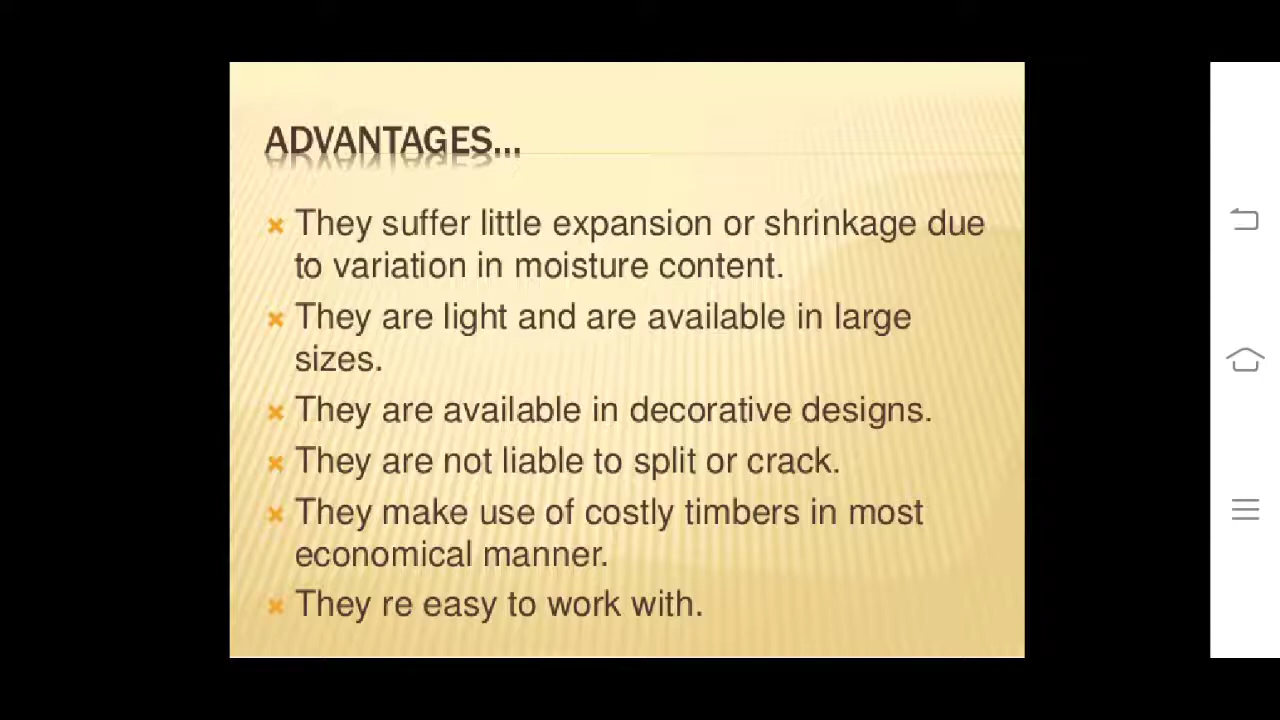 ADVANTAGES...
They suffer little expansion or shrinkage due
to variation in moisture content.
They are light and are available in large
sizes.
They are available in decorative designs.
They are not liable to split or crack.
They make use of costly timbers in most
economical manner.
They re easy to work with.